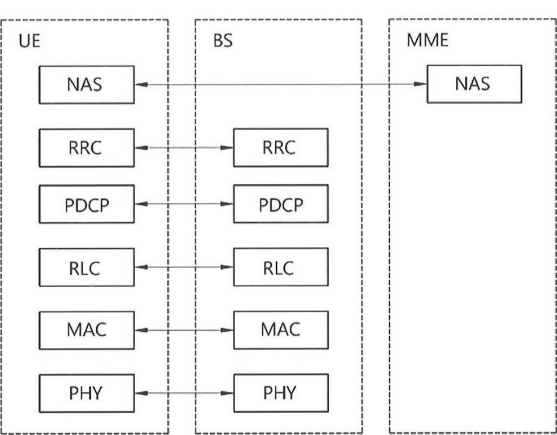 UE BS MME
NAS NAS
RRC RRC
PDCP PDCP
RLC RLC
MAC MAC
PHY PHY